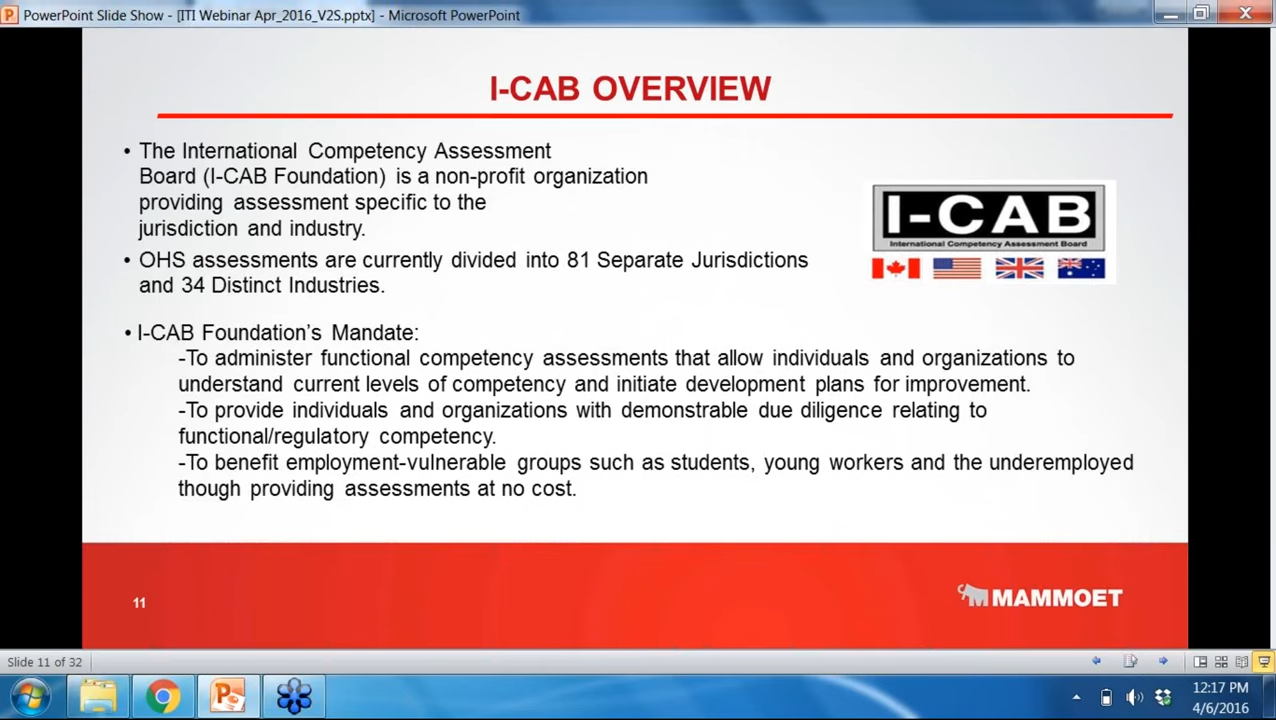 PowerPoint Slide Show - [ITI Webinar Apr_2016_V2S.pptx] - Microsoft PowerPoint
I-CAB OVERVIEW
• The International Competency Assessment
Board (I-CAB Foundation) is a non-profit organization
providing assessment specific to the
jurisdiction and industry.
• OHS assessments are currently divided into 81 Separate Jurisdictions
and 34 Distinct Industries.
I-CAB
International Competency Assessment Board
• I-CAB Foundation's Mandate:
-To administer functional competency assessments that allow individuals and organizations to
understand current levels of competency and initiate development plans for improvement.
-To provide individuals and organizations with demonstrable due diligence relating to
functional/regulatory competency.
-To benefit employment-vulnerable groups such as students, young workers and the underemployed
though providing assessments at no cost.
11
MAMMOET
Slide 11 of 32
12:17 PM
4/6/2016